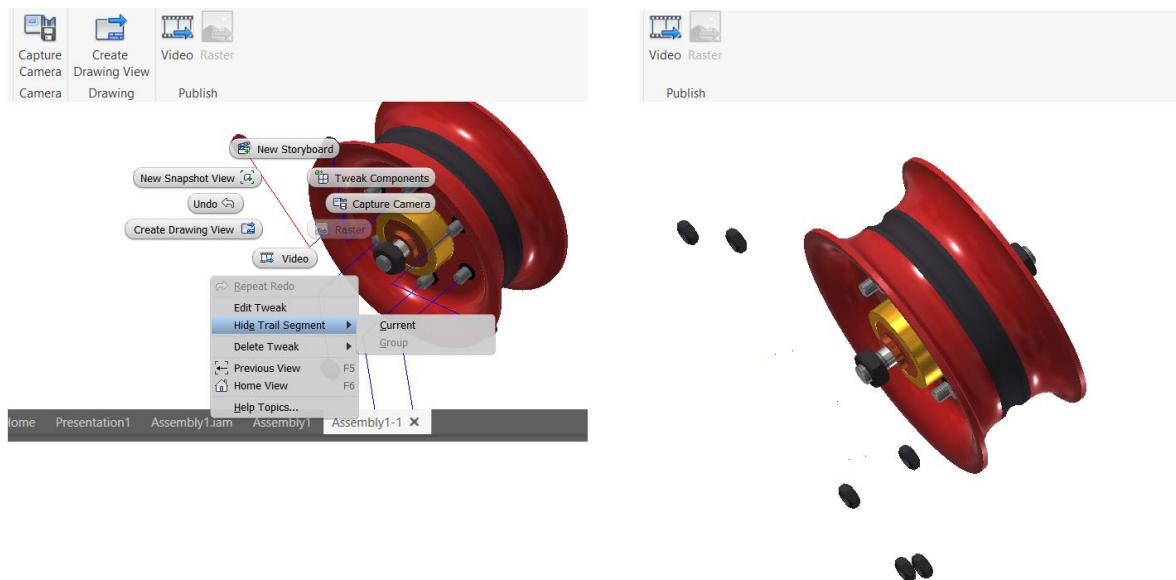 Capture
Camera
Create
Drawing View
Video
Raster
Camera
Drawing
Publish
New Storyboard
New Snapshot View
Tweak Components
Undo
Capture Camera
Create Drawing View
Raster
Video
Repeat Redo
Edit Tweak
Hide Trail Segment
Current
Group
Delete Tweak
Previous View F5
Home View F6
Help Topics...
Presentation1 Assembly1.iam Assembly1 Assembly1-1
Video
Raster
Publish